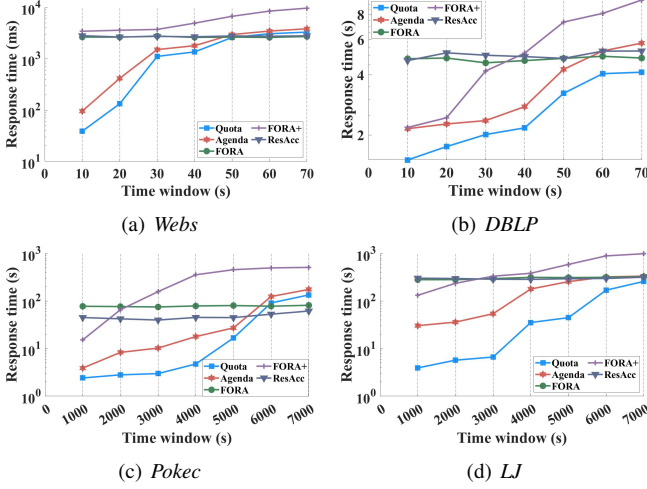 Response time (ms)
10^4
10^3
10^2
10^1
0 10 20 30 40 50 60 70
Time window (s)
Quota
Agenda
FORA
FORA+
ResAcc
(a) Webs
Response time (s)
8
6
4
2
0 10 20 30 40 50 60 70
Time window (s)
Quota
Agenda
FORA
FORA+
ResAcc
(b) DBLP
Response time (s)
10^3
10^2
10^1
10^0
0 1000 2000 3000 4000 5000 6000 7000
Time window (s)
Quota
Agenda
FORA
FORA+
ResAcc
(c) Pokec
Response time (s)
10^3
10^2
10^1
10^0
0 1000 2000 3000 4000 5000 6000 7000
Time window (s)
Quota
Agenda
FORA
FORA+
ResAcc
(d) LJ